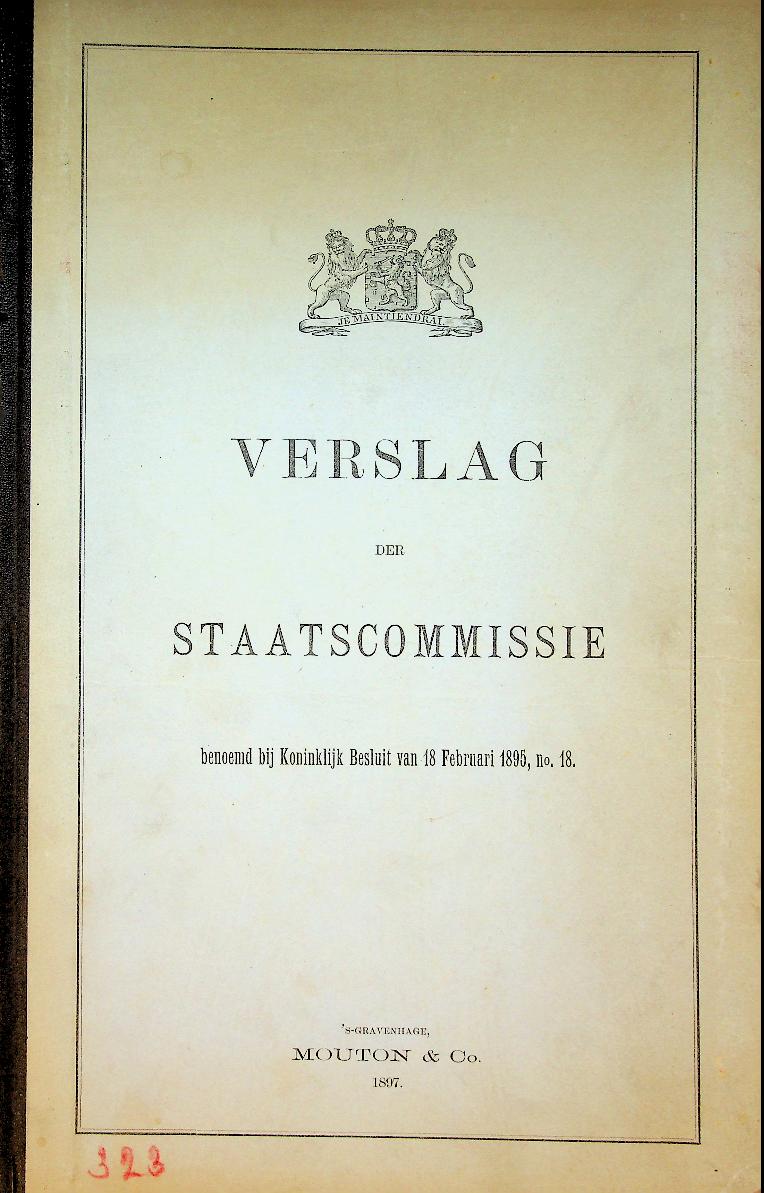 JE MAINTIENDRAI.
VERSLAG
DER
STAATSCOMMISSIE
benoemd bij Koninklijk Besluit van 18 Februari 1895, no. 18.
'S-GRAVENHAGE,
MOUTON & Co.
1897.
323